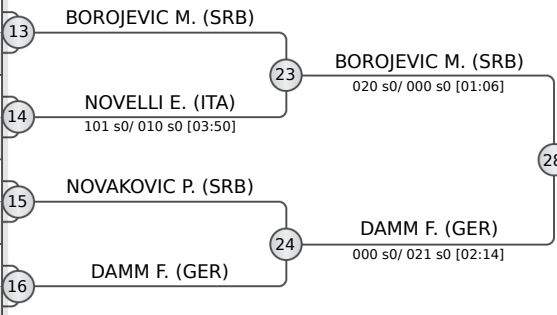 BOROJEVIC M. (SRB)
13
23
BOROJEVIC M. (SRB)
020 s0/ 000 s0 [01:06]
NOVELLI E. (ITA)
14
101 s0/ 010 s0 [03:50]
28
NOVAKOVIC P. (SRB)
15
24
DAMM F. (GER)
000 s0/ 021 s0 [02:14]
DAMM F. (GER)
16